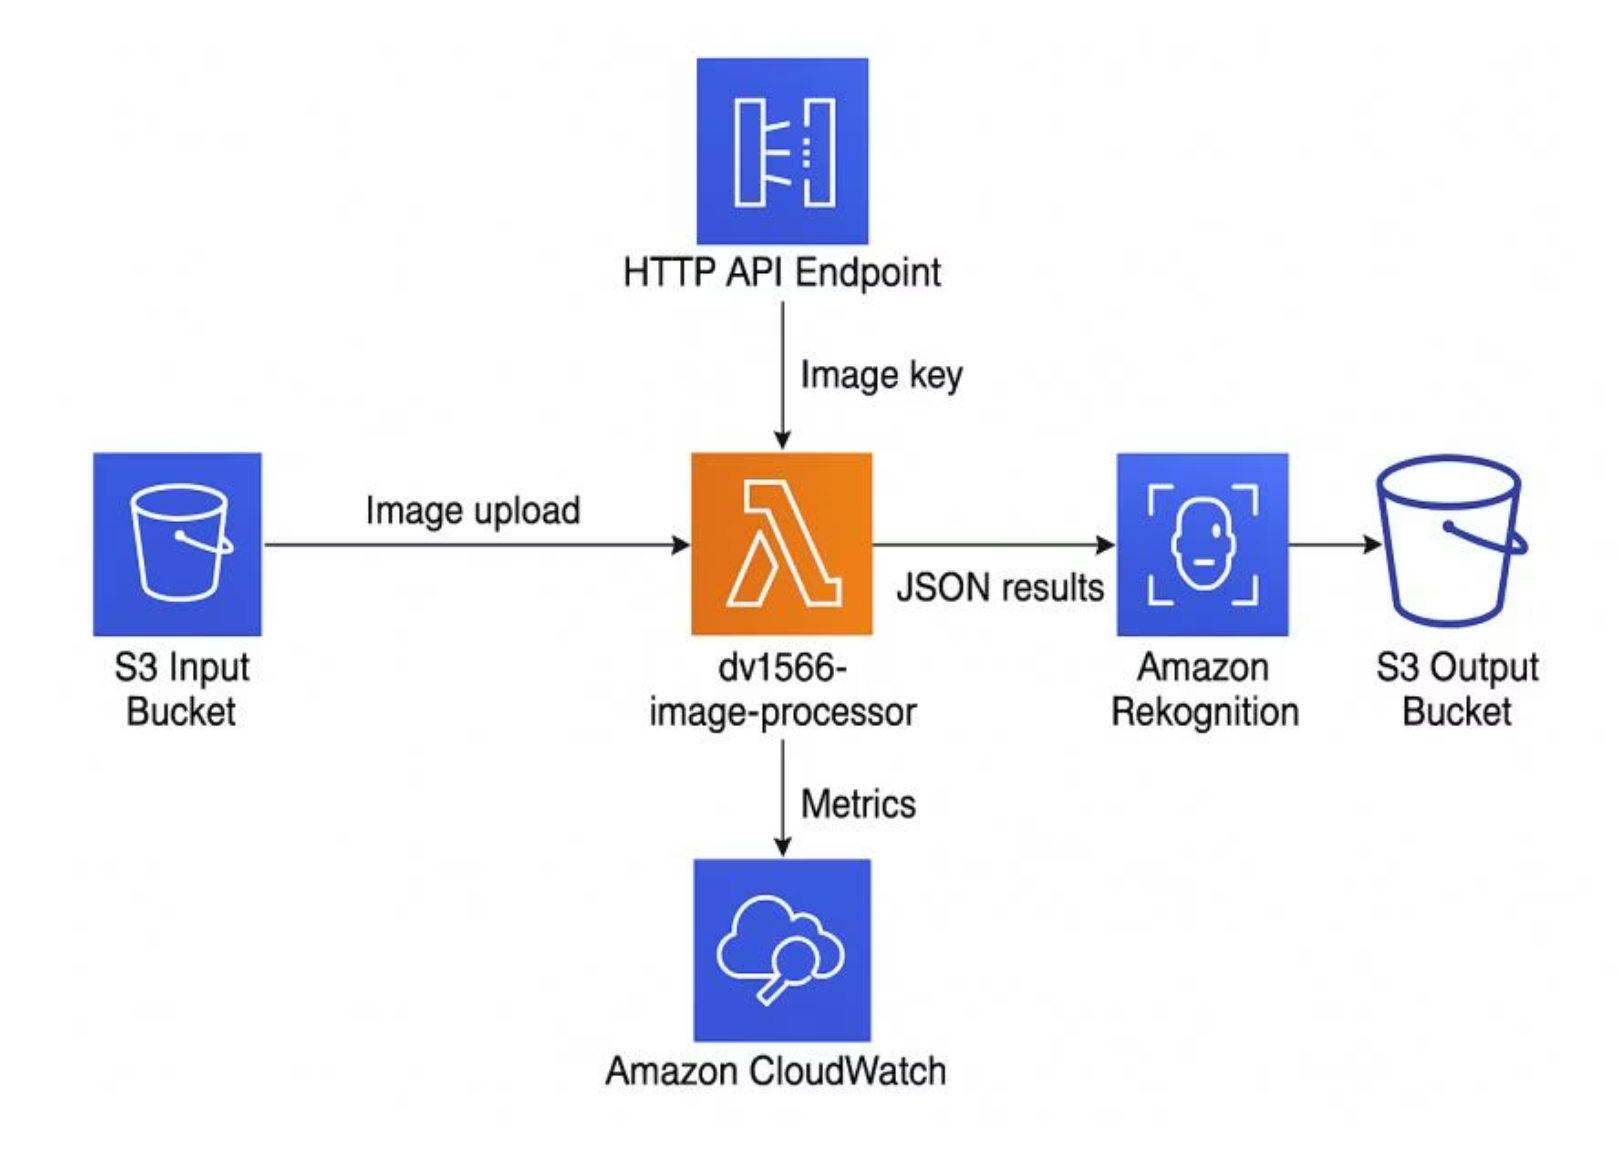 HTTP API Endpoint
Image key
Image upload
JSON results
S3 Input
Bucket
dv1566-
image-processor
Amazon
Rekognition
S3 Output
Bucket
Metrics
Amazon CloudWatch